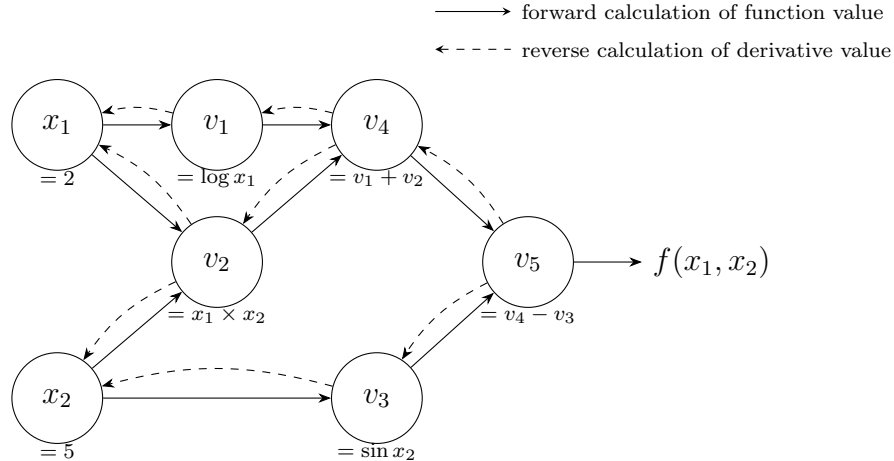 forward calculation of function value
reverse calculation of derivative value
x₁
= 2
v₁
= log x₁
v₄
= v₁ + v₂
v₂
= x₁ × x₂
v₅
= v₄ − v₃
f(x₁, x₂)
x₂
= 5
v₃
= sin x₂